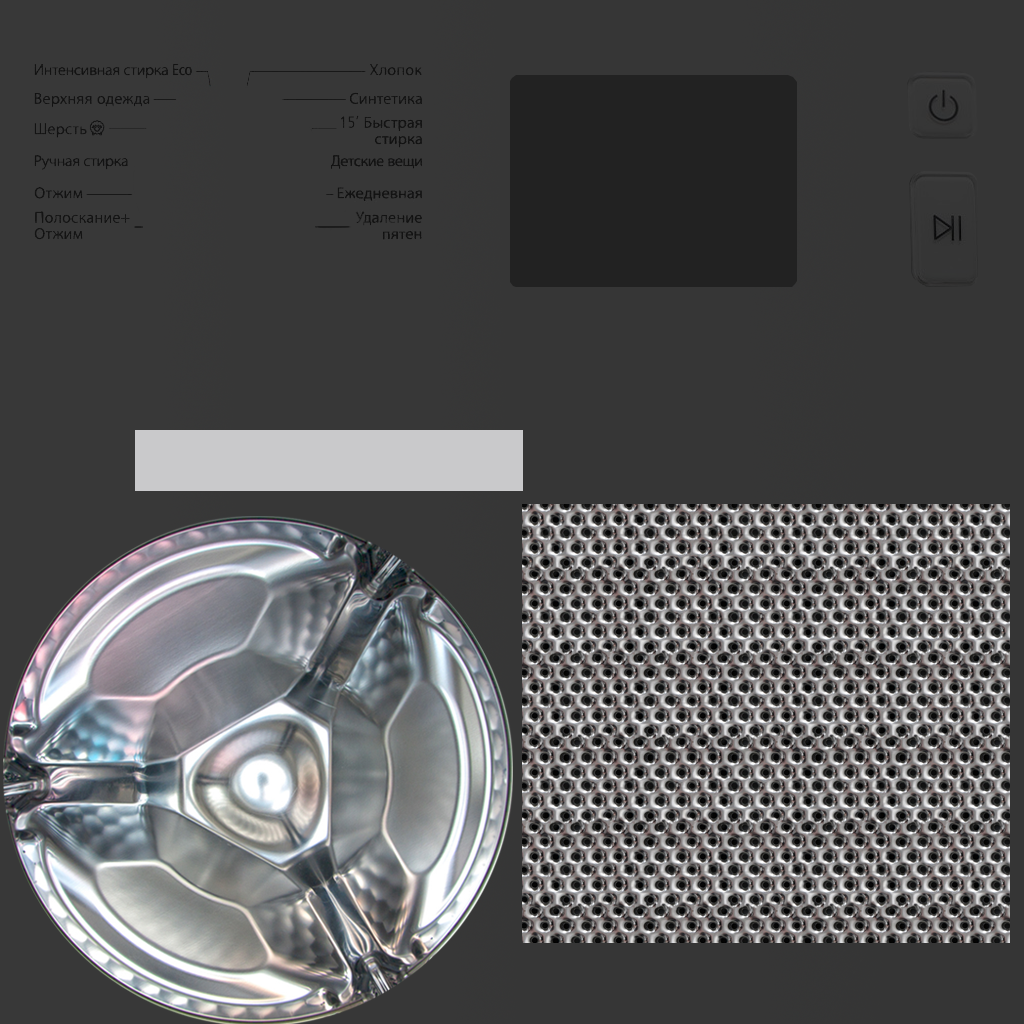 Интенсивная стирка Eco
Верхняя одежда
Шерсть
Ручная стирка
Отжим
Полоскание+
Отжим
Хлопок
Синтетика
15' Быстрая
стирка
Детские вещи
Ежедневная
Удаление
пятен